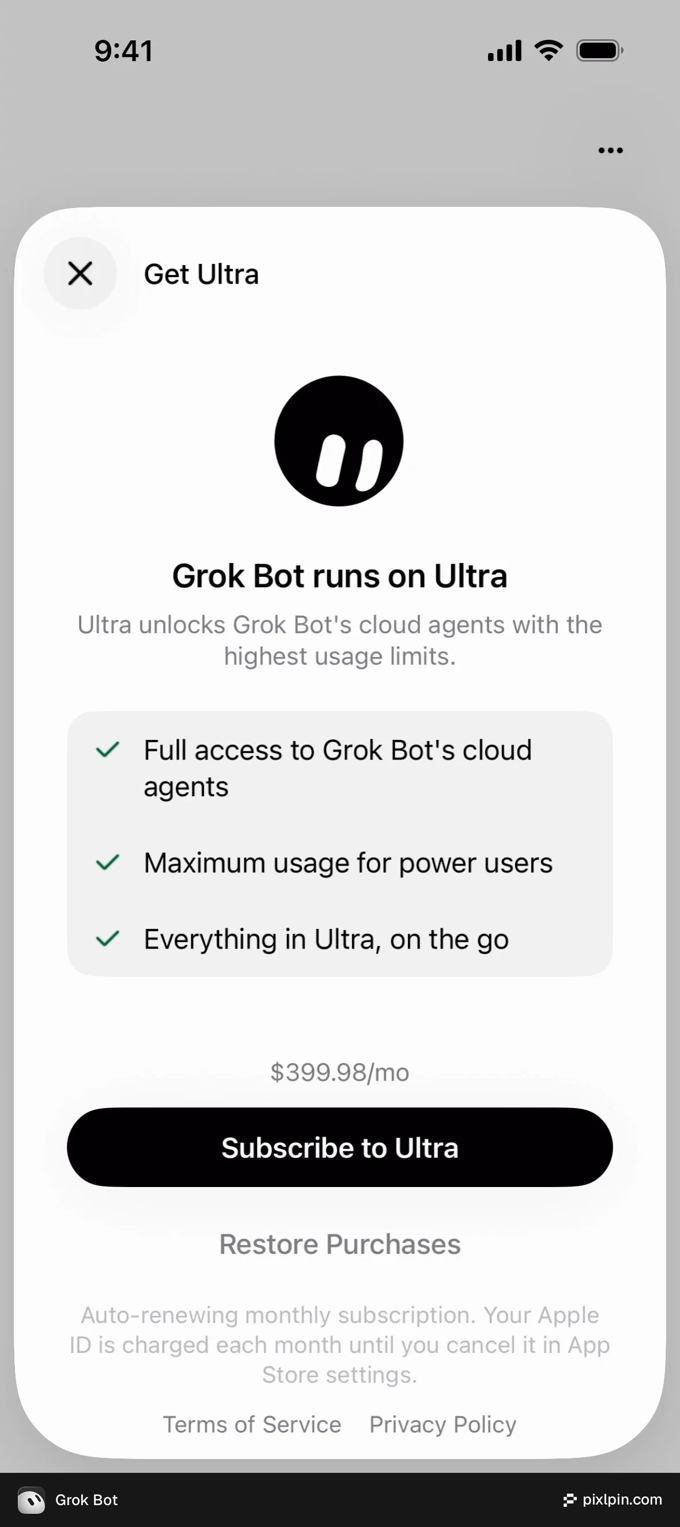 9:41
Get Ultra
Grok Bot runs on Ultra
Ultra unlocks Grok Bot's cloud agents with the
highest usage limits.
Full access to Grok Bot's cloud
agents
Maximum usage for power users
Everything in Ultra, on the go
$399.98/mo
Subscribe to Ultra
Restore Purchases
Auto-renewing monthly subscription. Your Apple
ID is charged each month until you cancel it in App
Store settings.
Terms of Service Privacy Policy
Grok Bot pixlpin.com